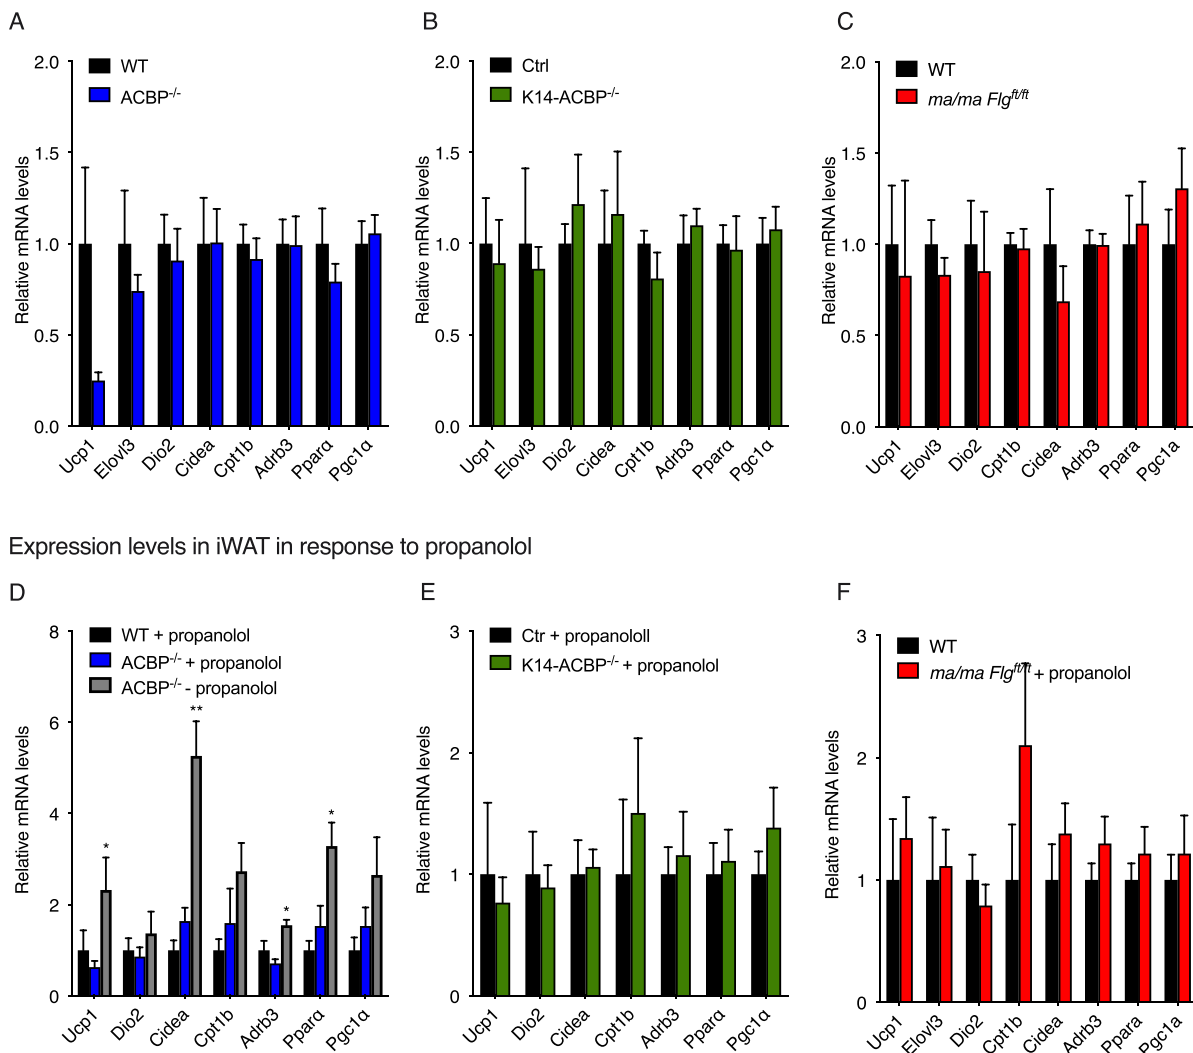 A
2.0
1.5
1.0
0.5
0.0
Relative mRNA levels
WT
ACBP-/-
Ucp1
Elovl3
Dio2
Cidea
Cpt1b
Adrb3
Pparα
Pgc1α
B
2.0
1.5
1.0
0.5
0.0
Relative mRNA levels
Ctrl
K14-ACBP-/-
Ucp1
Elovl3
Dio2
Cidea
Cpt1b
Adrb3
Pparα
Pgc1α
C
2.0
1.5
1.0
0.5
0.0
Relative mRNA levels
WT
ma/ma Flgft/ft
Ucp1
Elovl3
Dio2
Cpt1b
Cidea
Adrb3
Ppara
Pgc1a
Expression levels in iWAT in response to propanolol
D
8
6
4
2
0
Relative mRNA levels
WT + propanolol
ACBP-/- + propanolol
ACBP-/- - propanolol
*
**
*
*
Ucp1
Dio2
Cidea
Cpt1b
Adrb3
Pparα
Pgc1α
E
3
2
1
0
Relative mRNA levels
Ctr + propanololl
K14-ACBP-/- + propanolol
Ucp1
Dio2
Cidea
Cpt1b
Adrb3
Pparα
Pgc1α
F
3
2
1
0
Relative mRNA levels
WT
ma/ma Flgft/ft + propanolol
Ucp1
Elovl3
Dio2
Cpt1b
Cidea
Adrb3
Ppara
Pgc1a